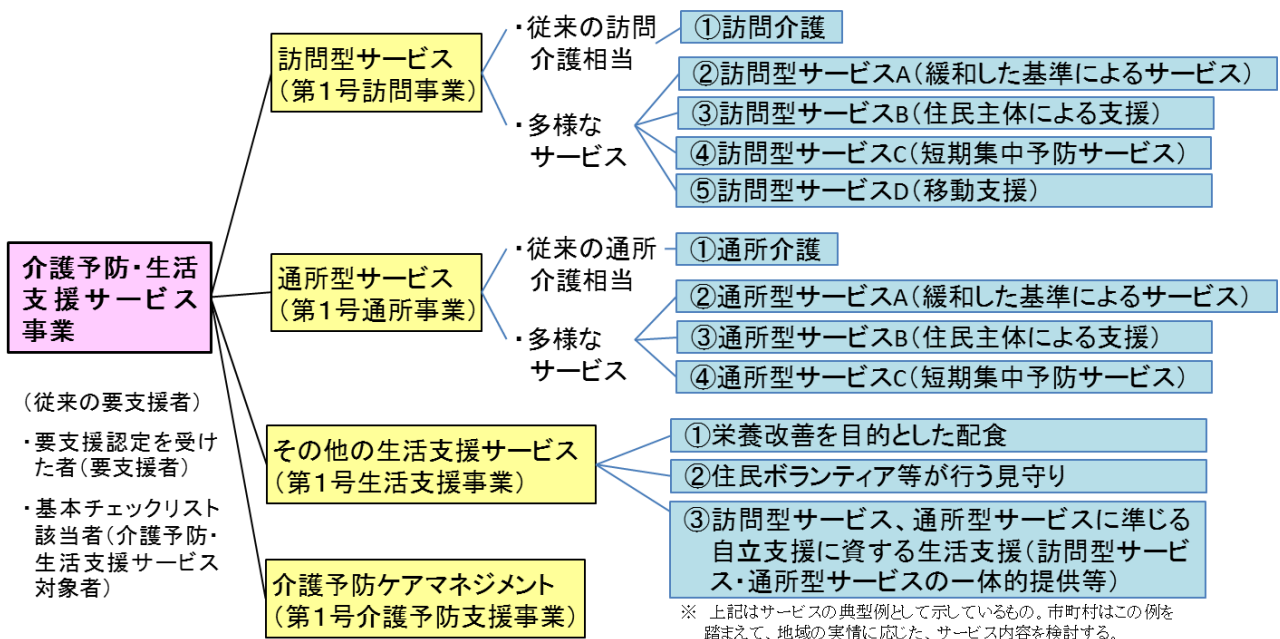 介護予防・生活
支援サービス
事業
(従来の要支援者)
・要支援認定を受け
た者(要支援者)
・基本チェックリスト
該当者(介護予防・
生活支援サービス
対象者)
訪問型サービス
(第1号訪問事業)
・従来の訪問
介護相当
①訪問介護
・多様な
サービス
②訪問型サービスA(緩和した基準によるサービス)
③訪問型サービスB(住民主体による支援)
④訪問型サービスC(短期集中予防サービス)
⑤訪問型サービスD(移動支援)
通所型サービス
(第1号通所事業)
・従来の通所
介護相当
①通所介護
・多様な
サービス
②通所型サービスA(緩和した基準によるサービス)
③通所型サービスB(住民主体による支援)
④通所型サービスC(短期集中予防サービス)
その他の生活支援サービス
(第1号生活支援事業)
①栄養改善を目的とした配食
②住民ボランティア等が行う見守り
③訪問型サービス、通所型サービスに準じる
自立支援に資する生活支援(訪問型サービ
ス・通所型サービスの一体的提供等)
介護予防ケアマネジメント
(第1号介護予防支援事業)
※ 上記はサービスの典型例として示しているもの。市町村はこの例を
踏まえて、地域の実情に応じた、サービス内容を検討する。